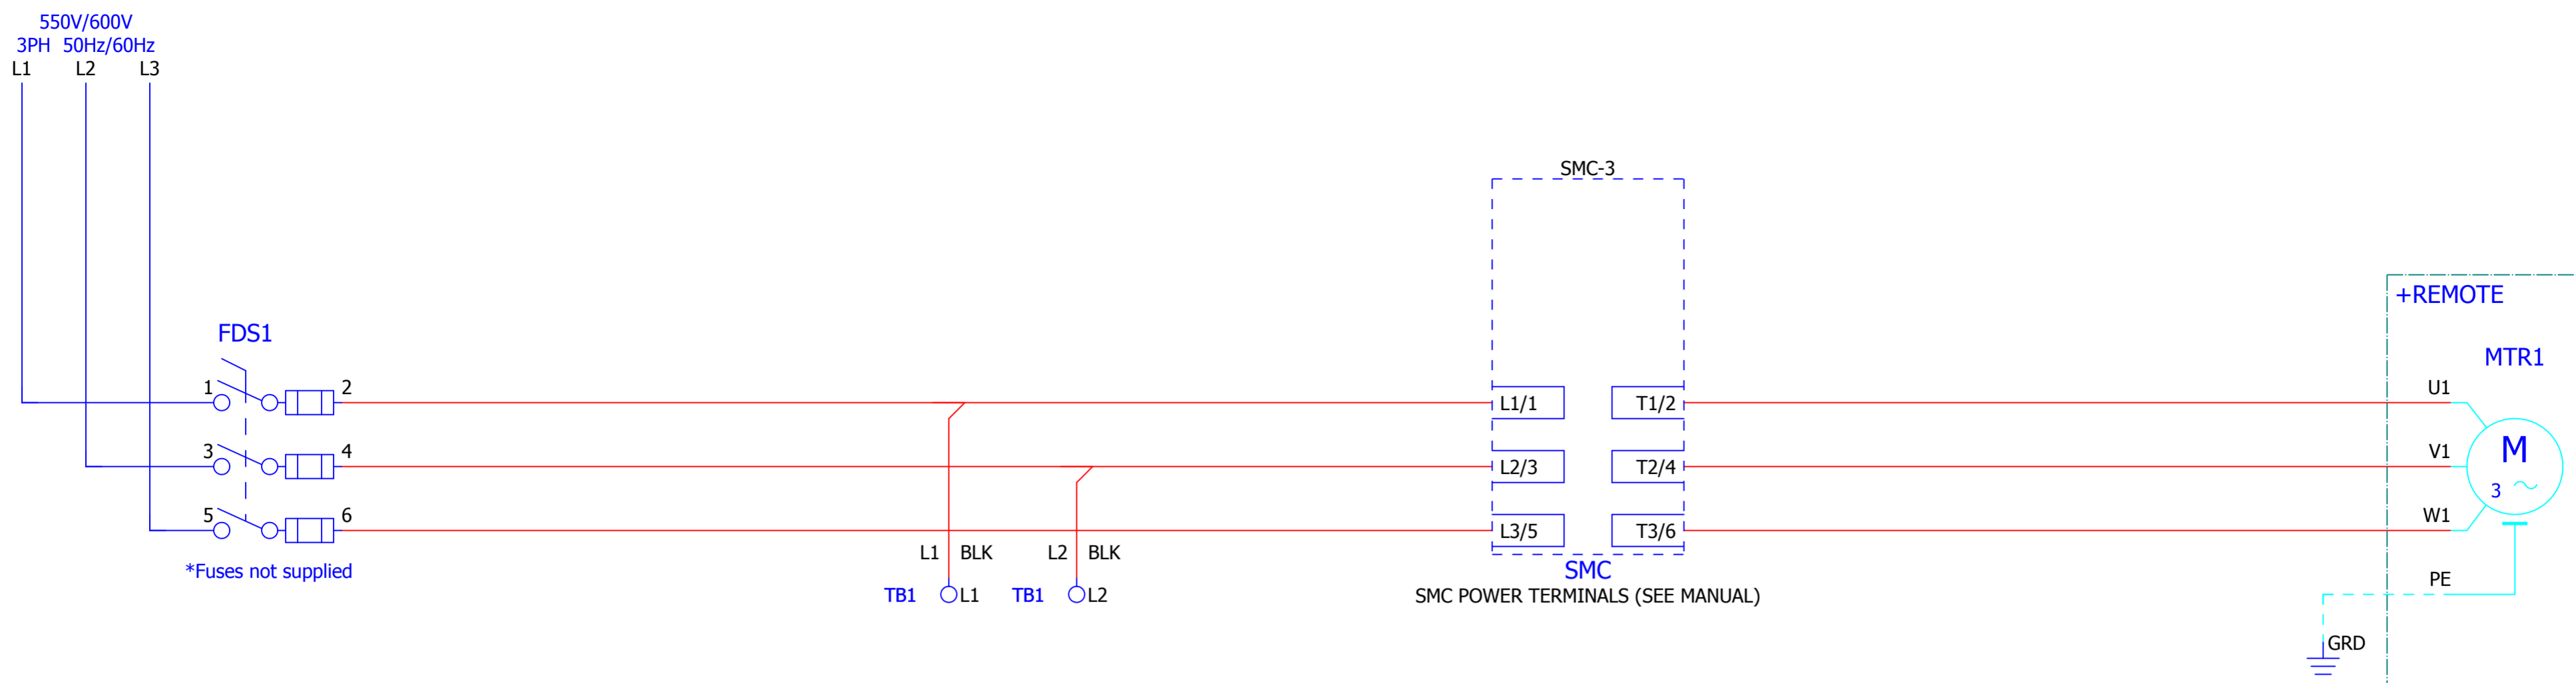 550V/600V
3PH 50Hz/60Hz
L1 L2 L3
SMC-3
+REMOTE
FDS1
MTR1
1 2 L1/1 T1/2 U1
3 4 L2/3 T2/4 V1
M
3
5 6 L3/5 T3/6 W1
L1 BLK L2 BLK
*Fuses not supplied
SMC
PE
TB1 L1 TB1 L2
SMC POWER TERMINALS (SEE MANUAL)
GRD